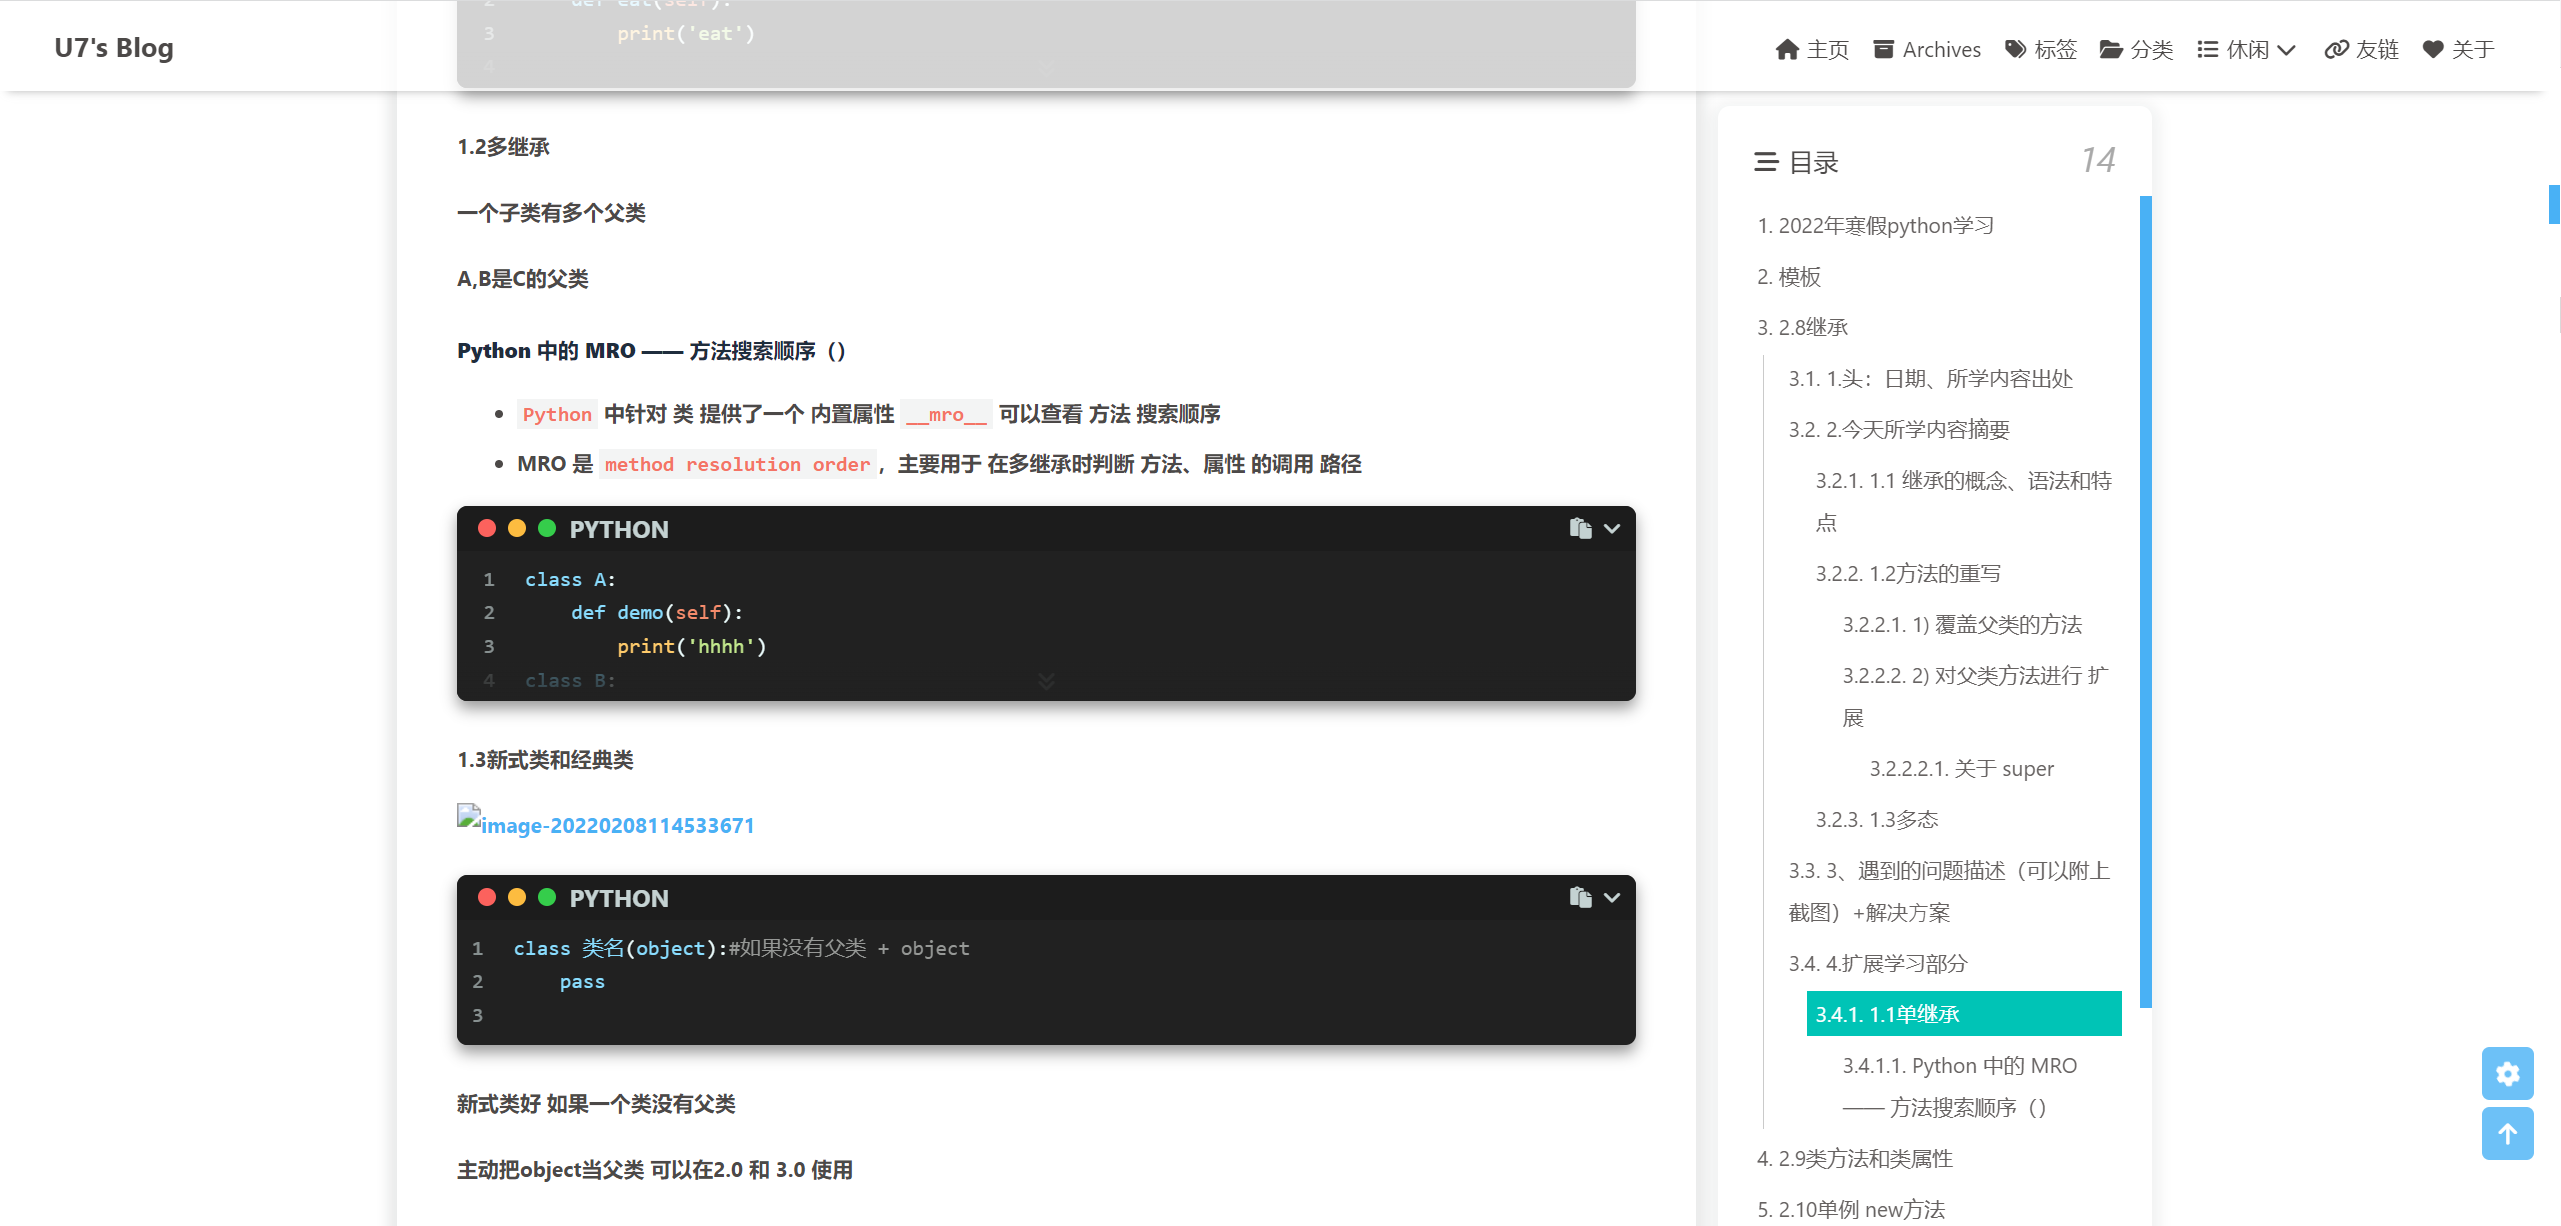 U7's Blog
主页 Archives 标签 分类 休闲 友链 关于
2 def eat(self):
3 print('eat')
4
1.2多继承
一个子类有多个父类
A,B是C的父类
Python 中的 MRO —— 方法搜索顺序（）
Python 中针对 类 提供了一个 内置属性 __mro__ 可以查看 方法 搜索顺序
MRO 是 method resolution order，主要用于 在多继承时判断 方法、属性 的调用 路径
PYTHON
1 class A:
2 def demo(self):
3 print('hhhh')
4 class B:
1.3新式类和经典类
image-20220208114533671
PYTHON
1 class 类名(object):#如果没有父类 + object
2 pass
3
新式类好 如果一个类没有父类
主动把object当父类 可以在2.0 和 3.0 使用
目录 14
1. 2022年寒假python学习
2. 模板
3. 2.8继承
3.1. 1.头：日期、所学内容出处
3.2. 2.今天所学内容摘要
3.2.1. 1.1 继承的概念、语法和特
点
3.2.2. 1.2方法的重写
3.2.2.1. 1) 覆盖父类的方法
3.2.2.2. 2) 对父类方法进行 扩
展
3.2.2.2.1. 关于 super
3.2.3. 1.3多态
3.3. 3、遇到的问题描述（可以附上
截图）+解决方案
3.4. 4.扩展学习部分
3.4.1. 1.1单继承
3.4.1.1. Python 中的 MRO
—— 方法搜索顺序（）
4. 2.9类方法和类属性
5. 2.10单例 new方法